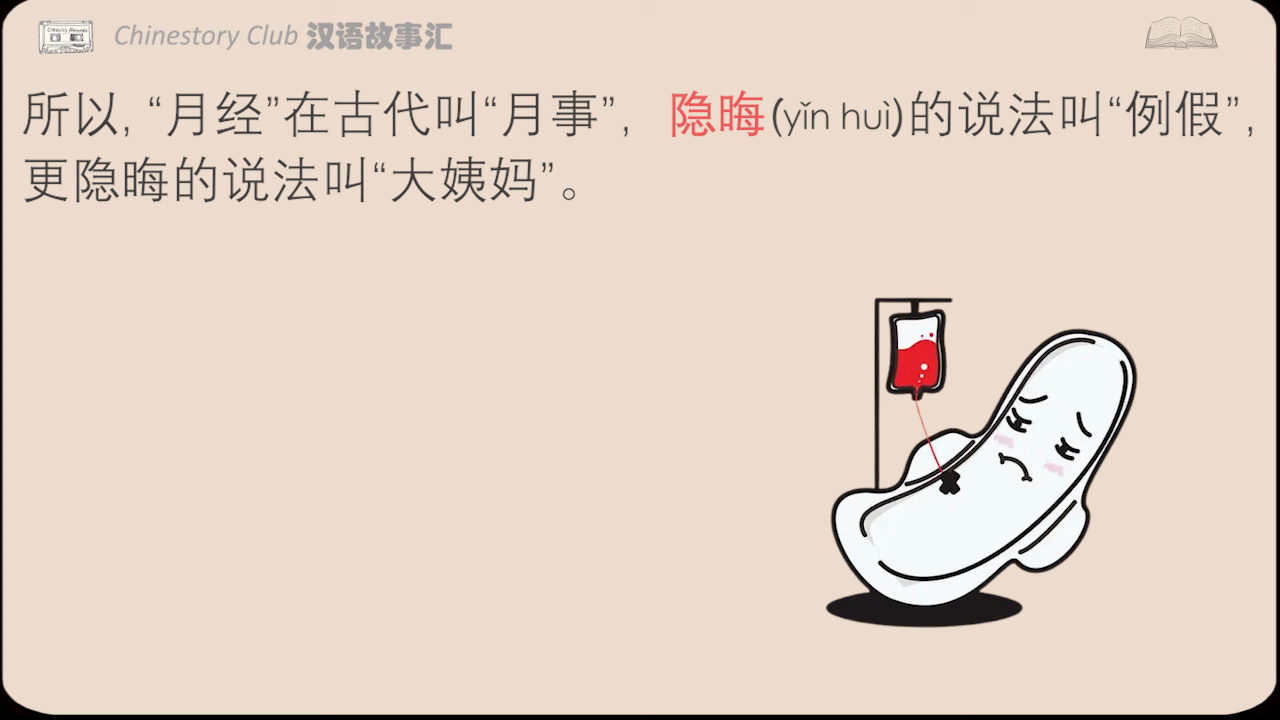 Chinestory Club 汉语故事汇
所以, “月经”在古代叫“月事”, 隐晦(yǐn huì)的说法叫“例假”,
更隐晦的说法叫“大姨妈”。